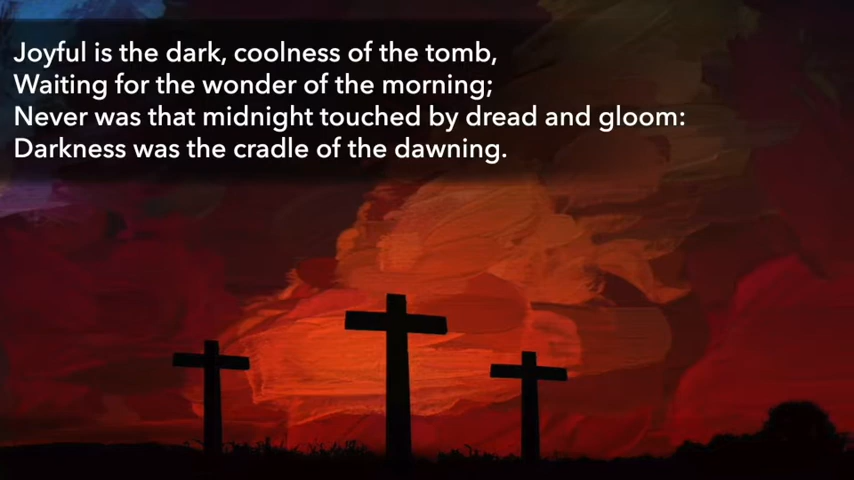 Joyful is the dark, coolness of the tomb,
Waiting for the wonder of the morning;
Never was that midnight touched by dread and gloom:
Darkness was the cradle of the dawning.